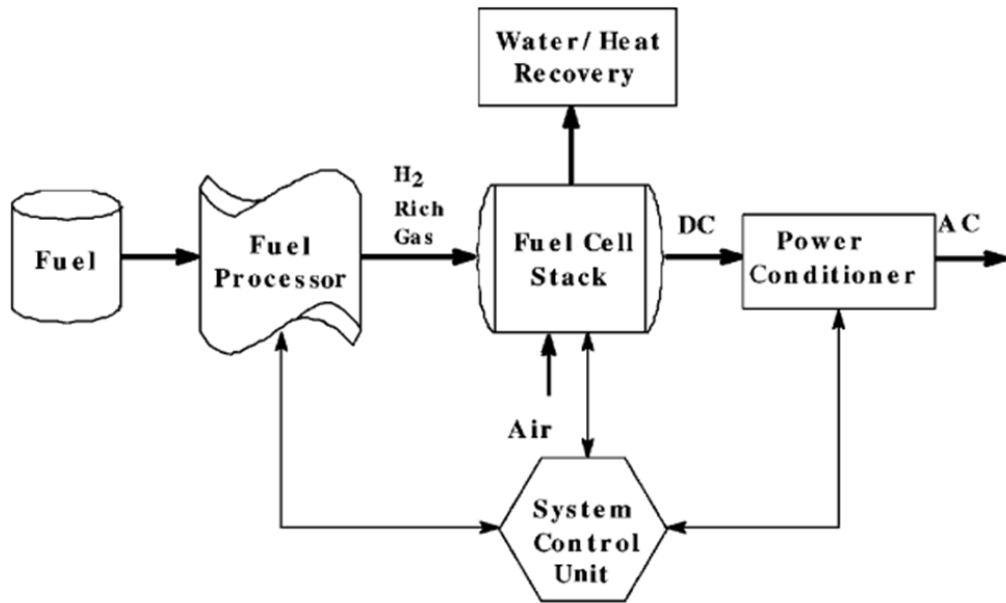 Water/ Heat
Recovery
H2
Rich
Gas
Fuel
Fuel
Processor
Fuel Cell
Stack
DC
Power
Conditioner
AC
Air
System
Control
Unit